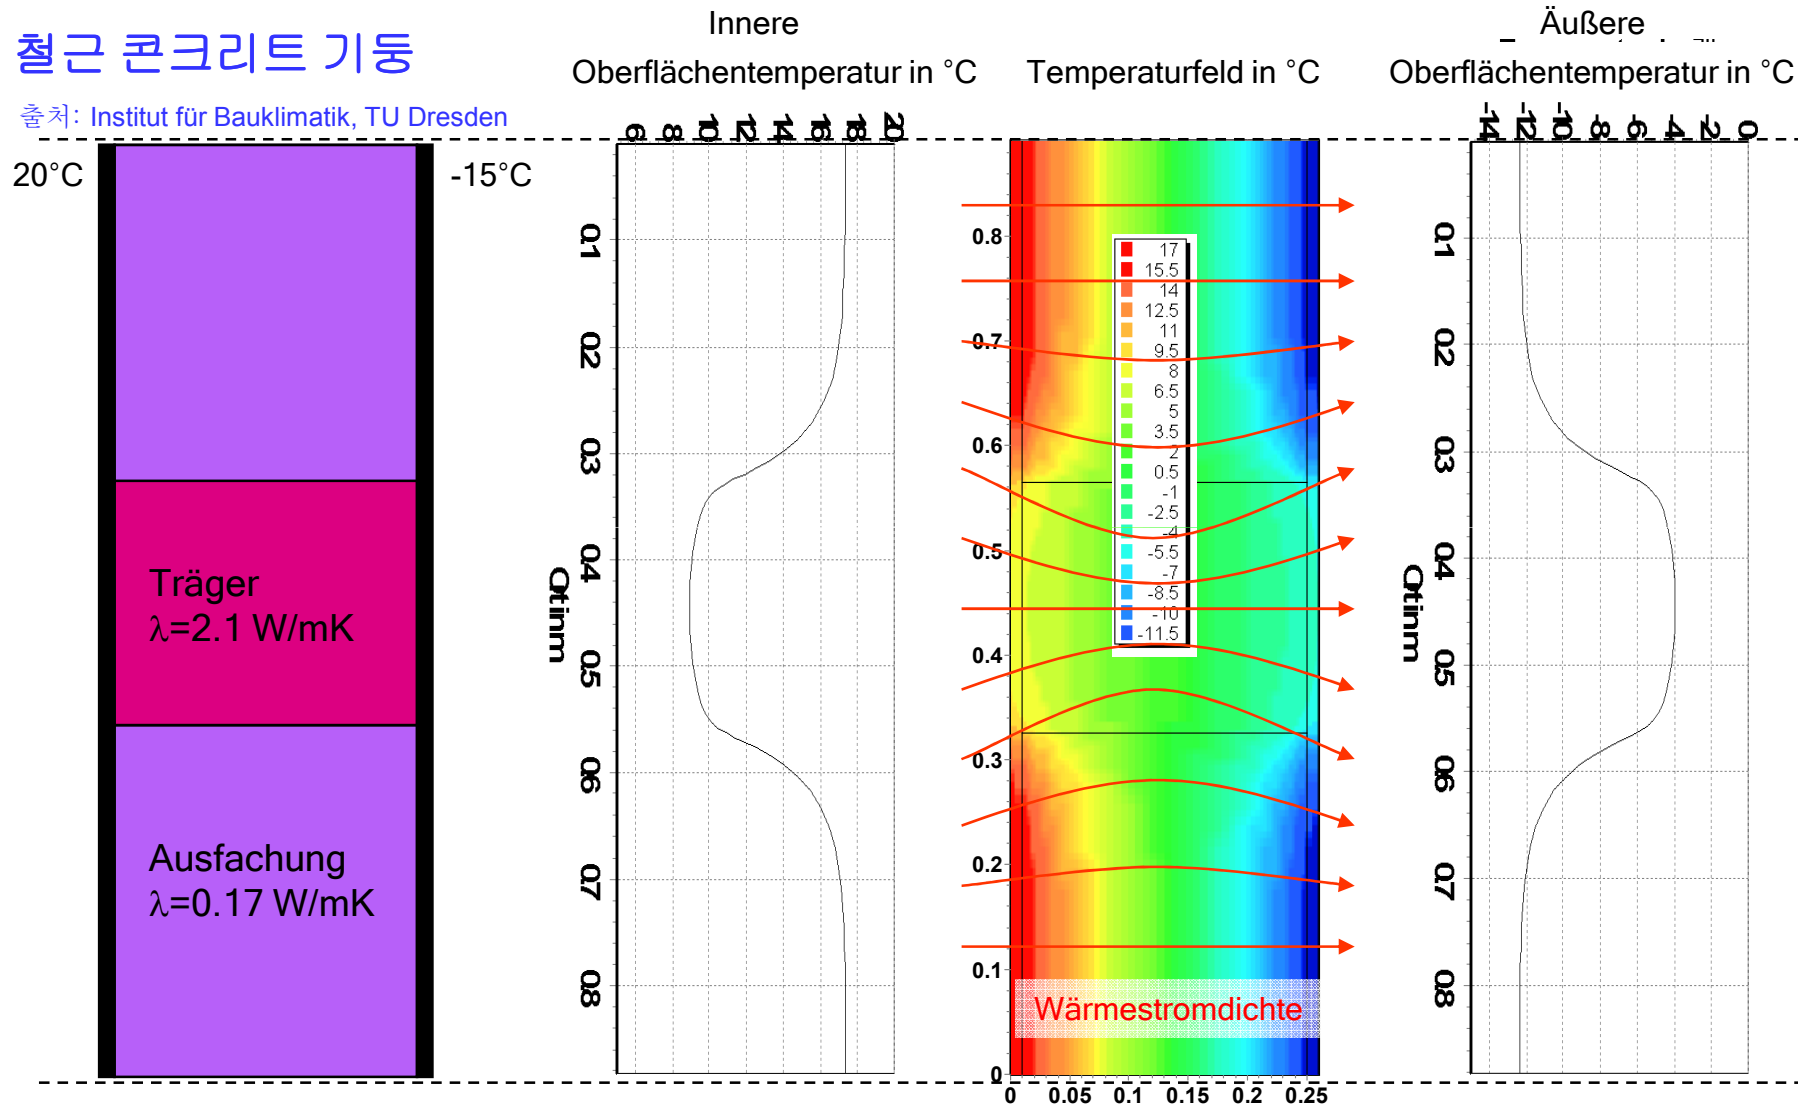 철근 콘크리트 기둥
출처: Institut für Bauklimatik, TU Dresden
20°C
-15°C
Träger
λ=2.1 W/mK
Ausfachung
λ=0.17 W/mK
Innere
Oberflächentemperatur in °C
6 8 10 12 14 16 18 20
0.1
0.2
0.3
0.4
0.5
0.6
0.7
0.8
Ort in m
Temperaturfeld in °C
0.8
0.7
0.6
0.5
0.4
0.3
0.2
0.1
0
0 0.05 0.1 0.15 0.2 0.25
17
15.5
14
12.5
11
9.5
8
6.5
5
3.5
2
0.5
-1
-2.5
-4
-5.5
-7
-8.5
-10
-11.5
Wärmestromdichte
Äußere
Oberflächentemperatur in °C
-14 -12 -10 -8 -6 -4 -2 0
0.1
0.2
0.3
0.4
0.5
0.6
0.7
0.8
Ort in m